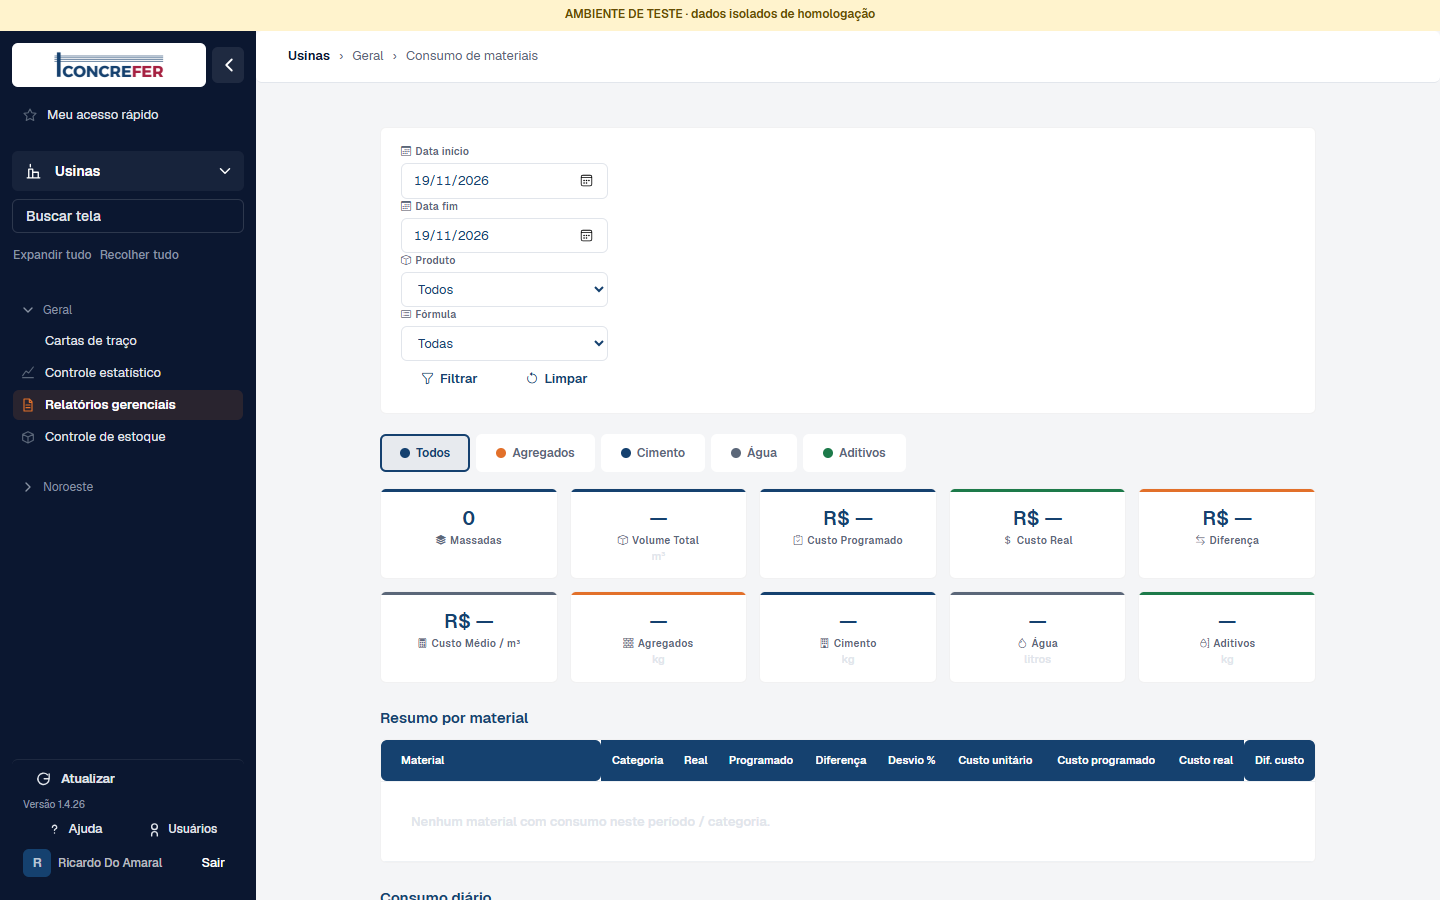 AMBIENTE DE TESTE · dados isolados de homologação
CONCREFER
Meu acesso rápido
Usinas
Buscar tela
Expandir tudo Recolher tudo
Geral
Cartas de traço
Controle estatístico
Relatórios gerenciais
Controle de estoque
Noroeste
Atualizar
Versão 1.4.26
? Ajuda Usuários
R Ricardo Do Amaral Sair
Usinas › Geral › Consumo de materiais
Data início
19/11/2026
Data fim
19/11/2026
Produto
Todos
Fórmula
Todas
Filtrar Limpar
Todos Agregados Cimento Água Aditivos
0 — R$ — R$ — R$ —
Massadas Volume Total Custo Programado $ Custo Real Diferença
m³
R$ — — — — —
Custo Médio / m³ Agregados Cimento Água Aditivos
kg kg litros kg
Resumo por material
Material Categoria Real Programado Diferença Desvio % Custo unitário Custo programado Custo real Dif. custo
Nenhum material com consumo neste período / categoria.
Consumo diário